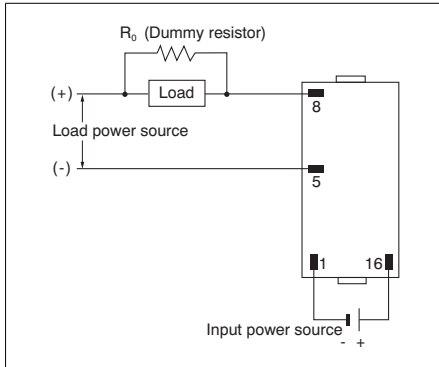 R₀ (Dummy resistor)
(+)
Load
8
Load power source
(-)
5
1
16
Input power source
- +